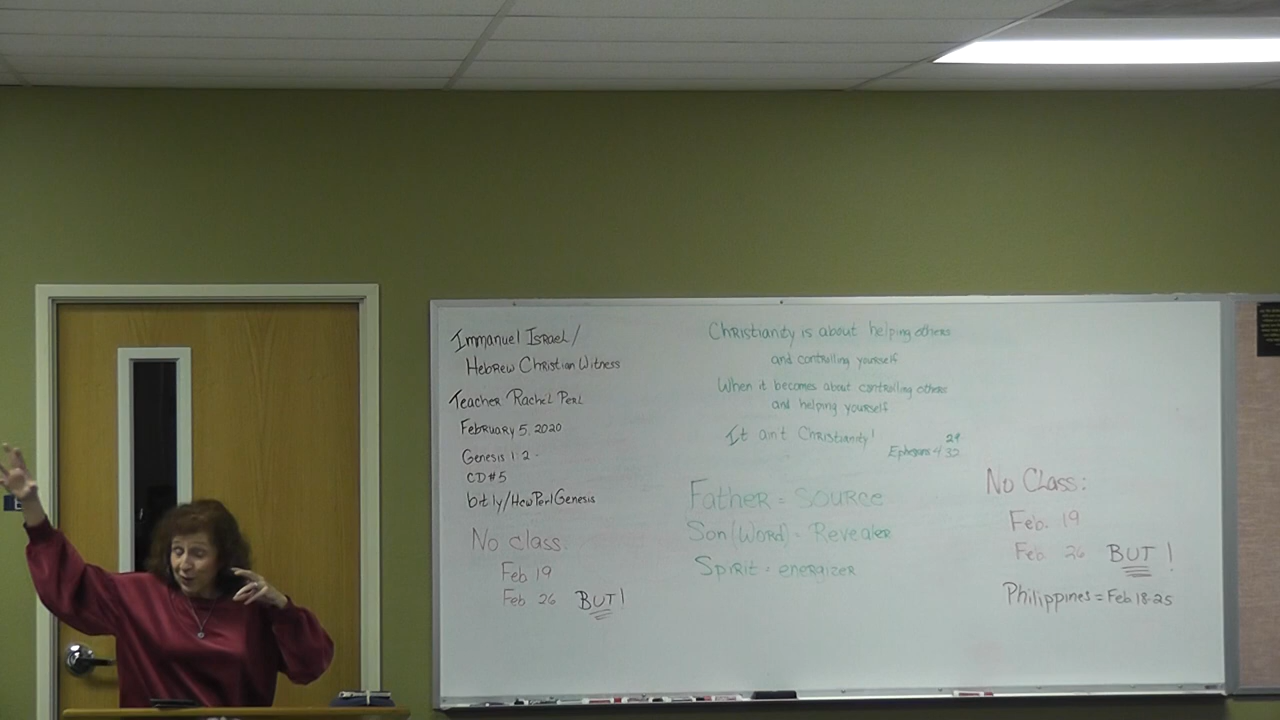 Immanuel Israel/
Hebrew Christian Witness
Teacher Rachel Perl
February 5, 2020
Genesis 1:2
CD#5
bit.ly/HcwPerlGenesis
No class.
Feb 19
Feb 26 BUT!
Christianity is about helping others
and controlling yourself
When it becomes about controlling others
and helping yourself
It ain't Christianity!
29
Ephesians 4 32
Father = SOURCE
Son (Word) - Revealer
Spirit - energizer
No Class:
Feb. 19
Feb 26 BUT!
Philippines = Feb 18-25